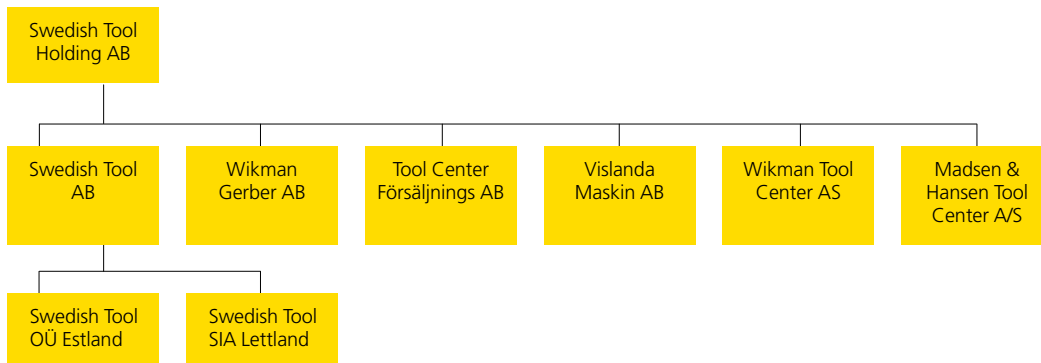 Swedish Tool
Holding AB
Swedish Tool
AB
Wikman
Gerber AB
Tool Center
Försäljnings AB
Vislanda
Maskin AB
Wikman Tool
Center AS
Madsen &
Hansen Tool
Center A/S
Swedish Tool
OÜ Estland
Swedish Tool
SIA Lettland